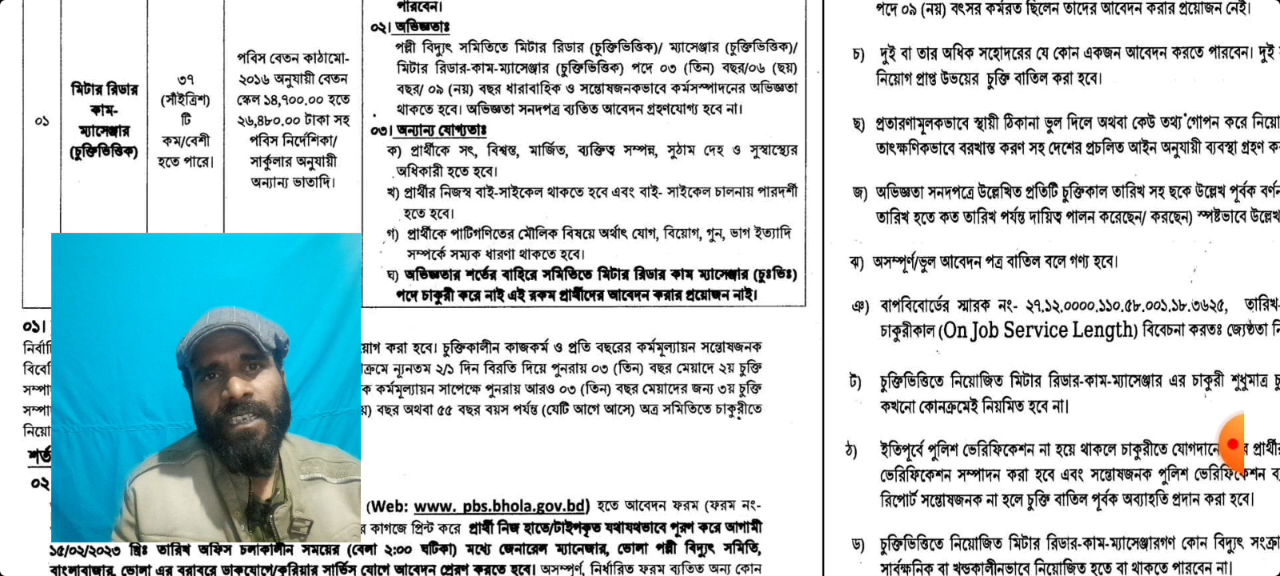 পারবেন।
০২। অভিজ্ঞতাঃ
পল্লী বিদ্যুৎ সমিতিতে মিটার রিডার (চুক্তিভিত্তিক)/ ম্যাসেঞ্জার (চুক্তিভিত্তিক)/
মিটার রিডার-কাম-ম্যাসেঞ্জার (চুক্তিভিত্তিক) পদে ০৩ (তিন) বছর/০৬ (ছয়)
বছর/ ০৯ (নয়) বছর ধারাবাহিক ও সন্তোষজনকভাবে কর্মসম্পাদনের অভিজ্ঞতা
থাকতে হবে। অভিজ্ঞতা সনদপত্র ব্যতিত আবেদন গ্রহণযোগ্য হবে না।
০৩। অন্যান্য যোগ্যতাঃ
ক) প্রার্থীকে সৎ, বিশ্বস্ত, মার্জিত, ব্যক্তিত্ব সম্পন্ন, সুঠাম দেহ ও সুস্বাস্থ্যের
অধিকারী হতে হবে।
খ) প্রার্থীর নিজস্ব বাই-সাইকেল থাকতে হবে এবং বাই- সাইকেল চালনায় পারদর্শী
হতে হবে।
গ) প্রার্থীকে পাটিগণিতের মৌলিক বিষয়ে অর্থাৎ যোগ, বিয়োগ, গুন, ভাগ ইত্যাদি
সম্পর্কে সম্যক ধারণা থাকতে হবে।
ঘ) অভিজ্ঞতার শর্তের বাহিরে সমিতিতে মিটার রিডার কাম ম্যাসেঞ্জার (চুঃভিঃ)
পদে চাকুরী করে নাই এই রকম প্রার্থীদের আবেদন করার প্রয়োজন নাই।
০১
মিটার রিডার
কাম-
ম্যাসেঞ্জার
(চুক্তিভিত্তিক)
৩৭
(সাঁইত্রিশ)
টি
কম/বেশী
হতে পারে।
পবিস বেতন কাঠামো-
২০১৬ অনুযায়ী বেতন
স্কেল ১৪,৭০০.০০ হতে
২৬,৪৮০.০০ টাকা সহ
পবিস নির্দেশিকা/
সার্কুলার অনুযায়ী
অন্যান্য ভাতাদি।
০১।
নির্বাচি য়োগ করা হবে। চুক্তিকালীন কাজকর্ম ও প্রতি বছরের কর্মমূল্যায়ন সন্তোষজনক
বিবেচি ক্রমে ন্যূনতম ২/১ দিন বিরতি দিয়ে পুনরায় ০৩ (তিন) বছর মেয়াদে ২য় চুক্তি
সম্পা ক কর্মমূল্যায়ন সাপেক্ষে পুনরায় আরও ০৩ (তিন) বছর মেয়াদের জন্য ৩য় চুক্তি
সম্পা য়) বছর অথবা ৫৫ বছর বয়স পর্যন্ত (যেটি আগে আসে) অত্র সমিতিতে চাকুরীতে
নিয়ো
শর্ত
০২
(Web: www. pbs.bhola.gov.bd) হতে আবেদন ফরম (ফরম নং-
র কাগজে প্রিন্ট করে প্রার্থী নিজ হাতে/টাইপকৃত যথাযথভাবে পুরণ করে আগামী
১৫/০২/২০২৩ খ্রিঃ তারিখ অফিস চলাকালীন সময়ের (বেলা ২:০০ ঘটিকা) মধ্যে জেনারেল ম্যানেজার, ভোলা পল্লী বিদ্যুৎ সমিতি,
বাংলাবাজার, ভোলা এর বরাবরে ডাকযোগে/কুরিয়ার সার্ভিস যোগে আবেদন প্রেরণ করতে হবে। অসম্পূর্ণ, নির্ধারিত ফরম ব্যতিত অন্য কোন
পদে ০৯ (নয়) বৎসর কর্মরত ছিলেন তাদের আবেদন করার প্রয়োজন নেই।
চ) দুই বা তার অধিক সহোদরের যে কোন একজন আবেদন করতে পারবেন। দুই
নিয়োগ প্রাপ্ত উভয়ের চুক্তি বাতিল করা হবে।
ছ) প্রতারণামূলকভাবে স্থায়ী ঠিকানা ভুল দিলে অথবা কেউ তথ্য গোপন করে নিয়ো
তাৎক্ষণিকভাবে বরখাস্ত করণ সহ দেশের প্রচলিত আইন অনুযায়ী ব্যবস্থা গ্রহণ ক
জ) অভিজ্ঞতা সনদপত্রে উল্লেখিত প্রতিটি চুক্তিকাল তারিখ সহ ছকে উল্লেখ পূর্বক বর্ণন
তারিখ হতে কত তারিখ পর্যন্ত দায়িত্ব পালন করেছেন/ করছেন) স্পষ্টভাবে উল্লেখ
ঝ) অসম্পূর্ণ/ভুল আবেদন পত্র বাতিল বলে গণ্য হবে।
ঞ) বাপবিবোর্ডের স্মারক নং- ২৭.১২.০০০০.১১০.৫৮.০০১.১৮.৩৬২৫, তারিখ-
চাকুরীকাল (On Job Service Length) বিবেচনা করতঃ জ্যেষ্ঠতা নি
ট) চুক্তিভিত্তিতে নিয়োজিত মিটার রিডার-কাম-ম্যাসেঞ্জার এর চাকুরী শুধুমাত্র চু
কখনো কোনক্রমেই নিয়মিত হবে না।
ঠ) ইতিপূর্বে পুলিশ ভেরিফিকেশন না হয়ে থাকলে চাকুরীতে যোগদানে র প্রার্থীর
ভেরিফিকেশন সম্পাদন করা হবে এবং সন্তোষজনক পুলিশ ভেরিফিকেশন ব
রিপোর্ট সন্তোষজনক না হলে চুক্তি বাতিল পূর্বক অব্যাহতি প্রদান করা হবে।
ড) চুক্তিভিত্তিতে নিয়োজিত মিটার রিডার-কাম-ম্যাসেঞ্জারগণ কোন বিদ্যুৎ সংক্রা
সার্বক্ষনিক বা খন্ডকালীনভাবে নিয়োজিত হতে বা থাকতে পারবেন না।